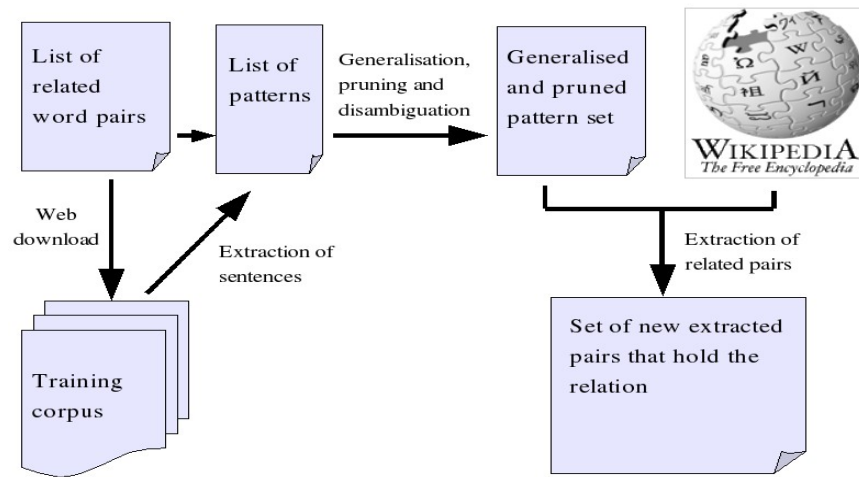 List of
related
word pairs
List of
patterns
Generalisation,
pruning and
disambiguation
Generalised
and pruned
pattern set
Ω
W
И
祖
WIKIPEDIA
The Free Encyclopedia
Web
download
Extraction of
sentences
Extraction of
related pairs
Training
corpus
Set of new extracted
pairs that hold the
relation